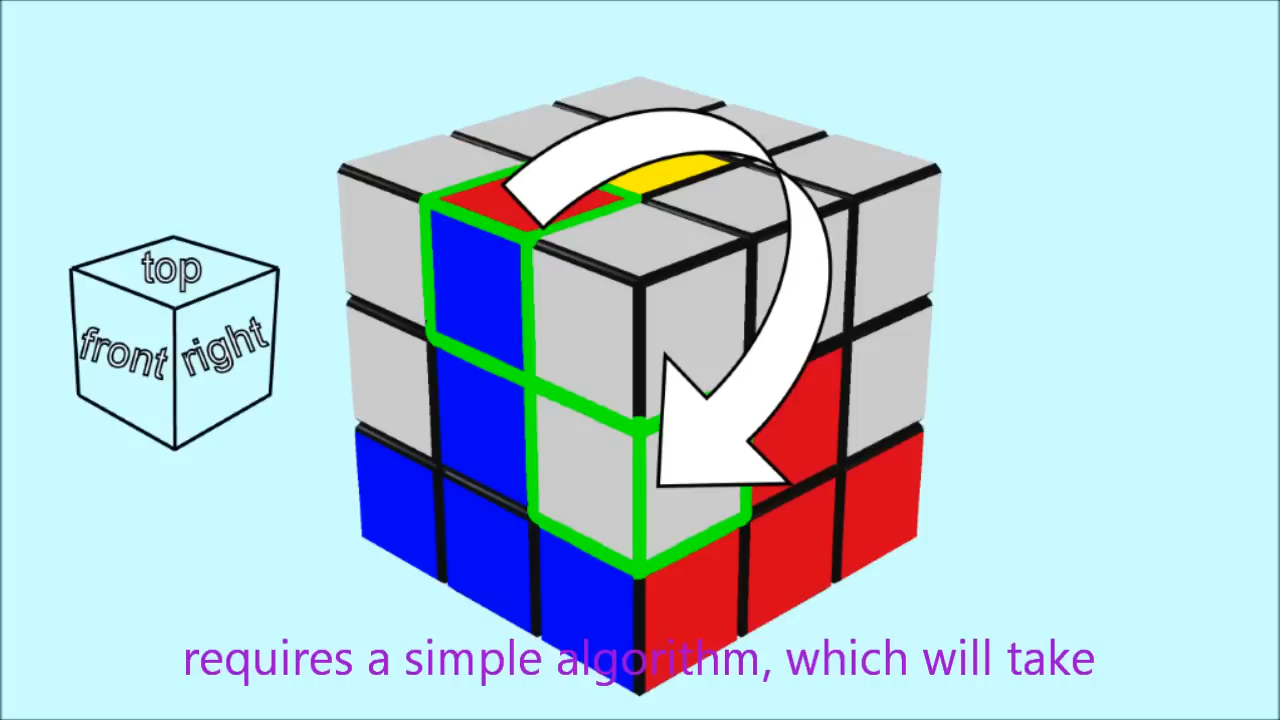 top
front
right
requires a simple algorithm, which will take